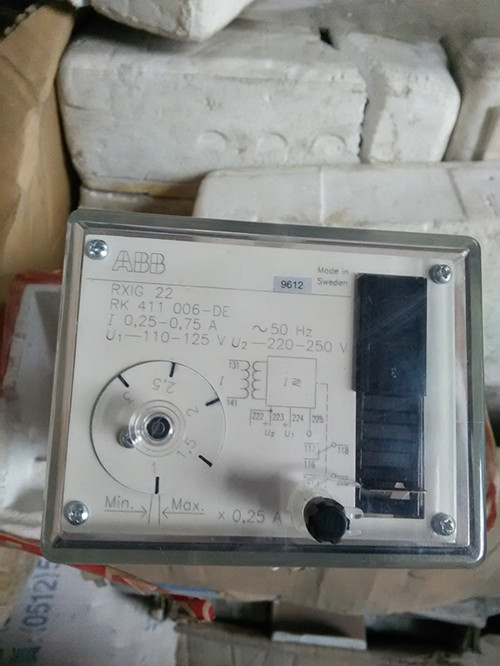 ABB
9612
Made in
Sweden
RXIG 22
RK 411 006-DE
I 0,25-0,75 A
~50 Hz
U₁—110-125 V U₂—220-250 V
3
2,5
2
1,5
1
I
131
141
I ≷
222
223
224
225
U₂
U₁
0
116
118
Min.
Max.
x 0,25 A